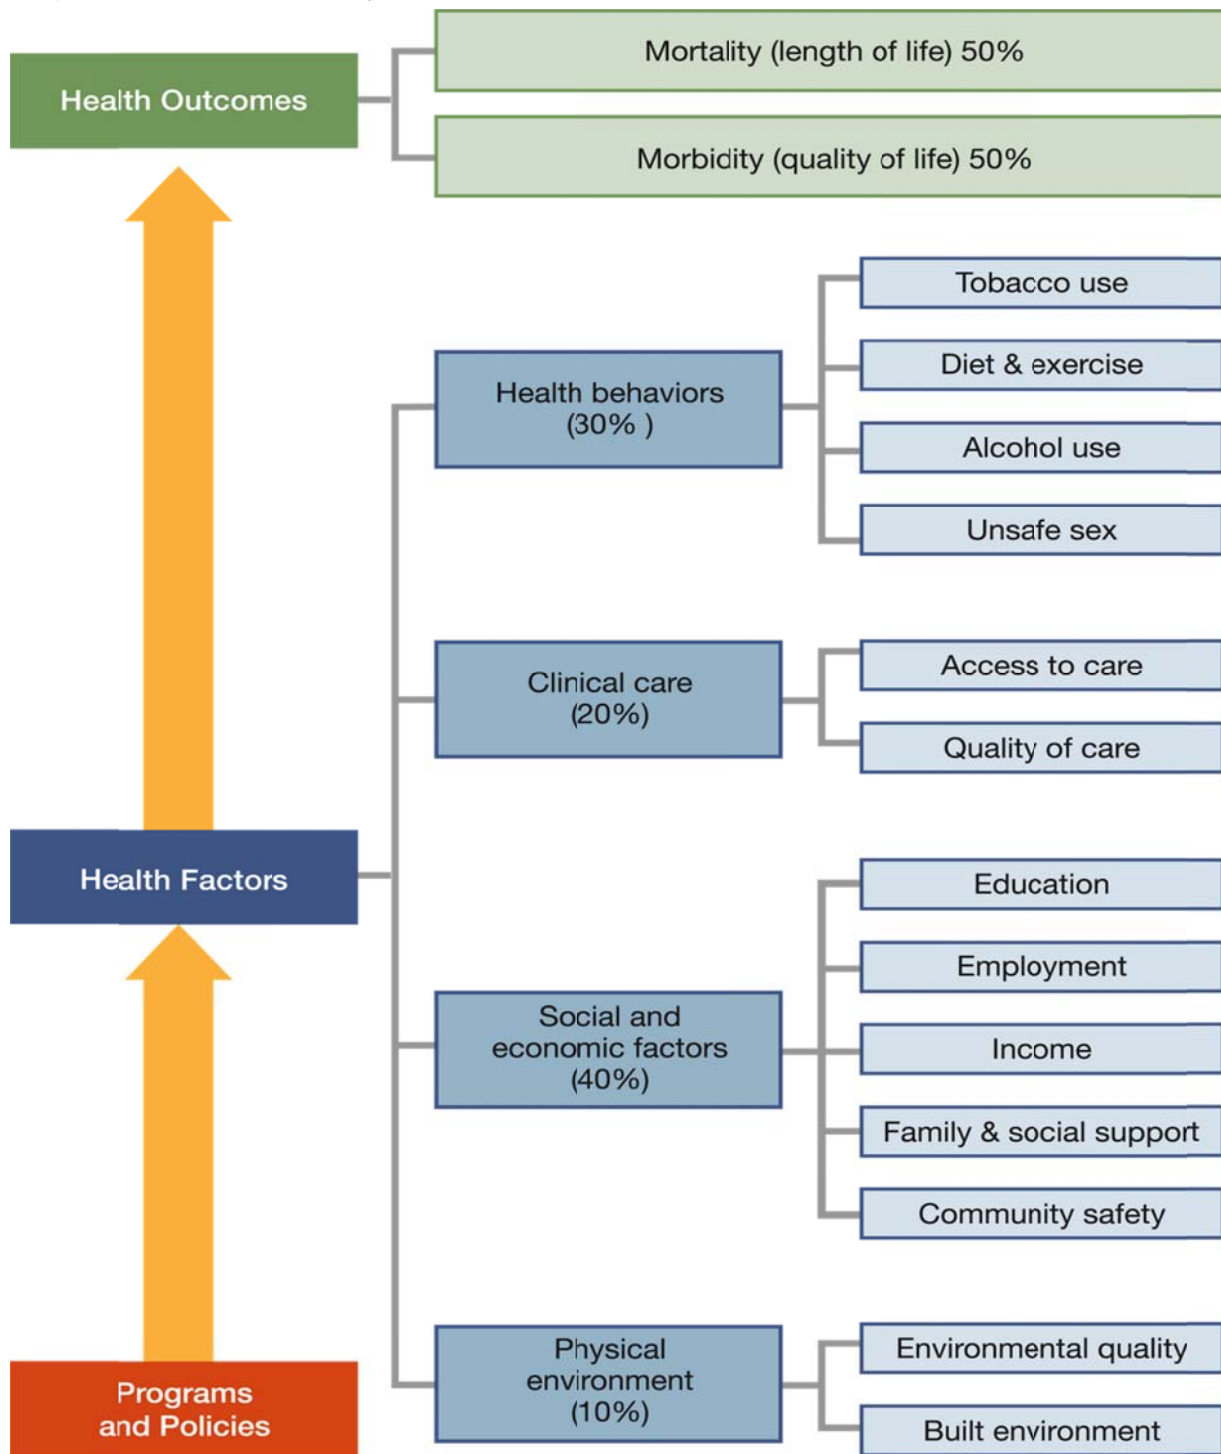 Health Outcomes
Mortality (length of life) 50%
Morbidity (quality of life) 50%
Health Factors
Health behaviors
(30% )
Tobacco use
Diet & exercise
Alcohol use
Unsafe sex
Clinical care
(20%)
Access to care
Quality of care
Social and
economic factors
(40%)
Education
Employment
Income
Family & social support
Community safety
Physical
environment
(10%)
Environmental quality
Built environment
Programs
and Policies